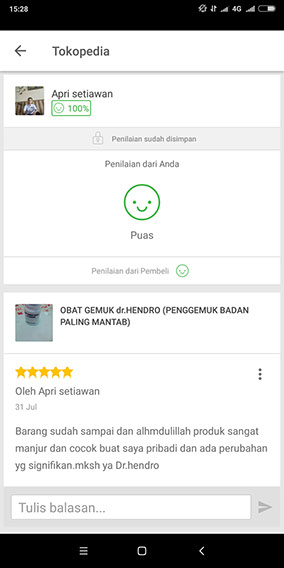 15:28
4G
Tokopedia
Apri setiawan
100%
Penilaian sudah disimpan
Penilaian dari Anda
Puas
Penilaian dari Pembeli
OBAT GEMUK dr.HENDRO (PENGGEMUK BADAN
PALING MANTAB)
Oleh Apri setiawan
31 Jul
Barang sudah sampai dan alhmdulillah produk sangat
manjur dan cocok buat saya pribadi dan ada perubahan
yg signifikan.mksh ya Dr.hendro
Tulis balasan...